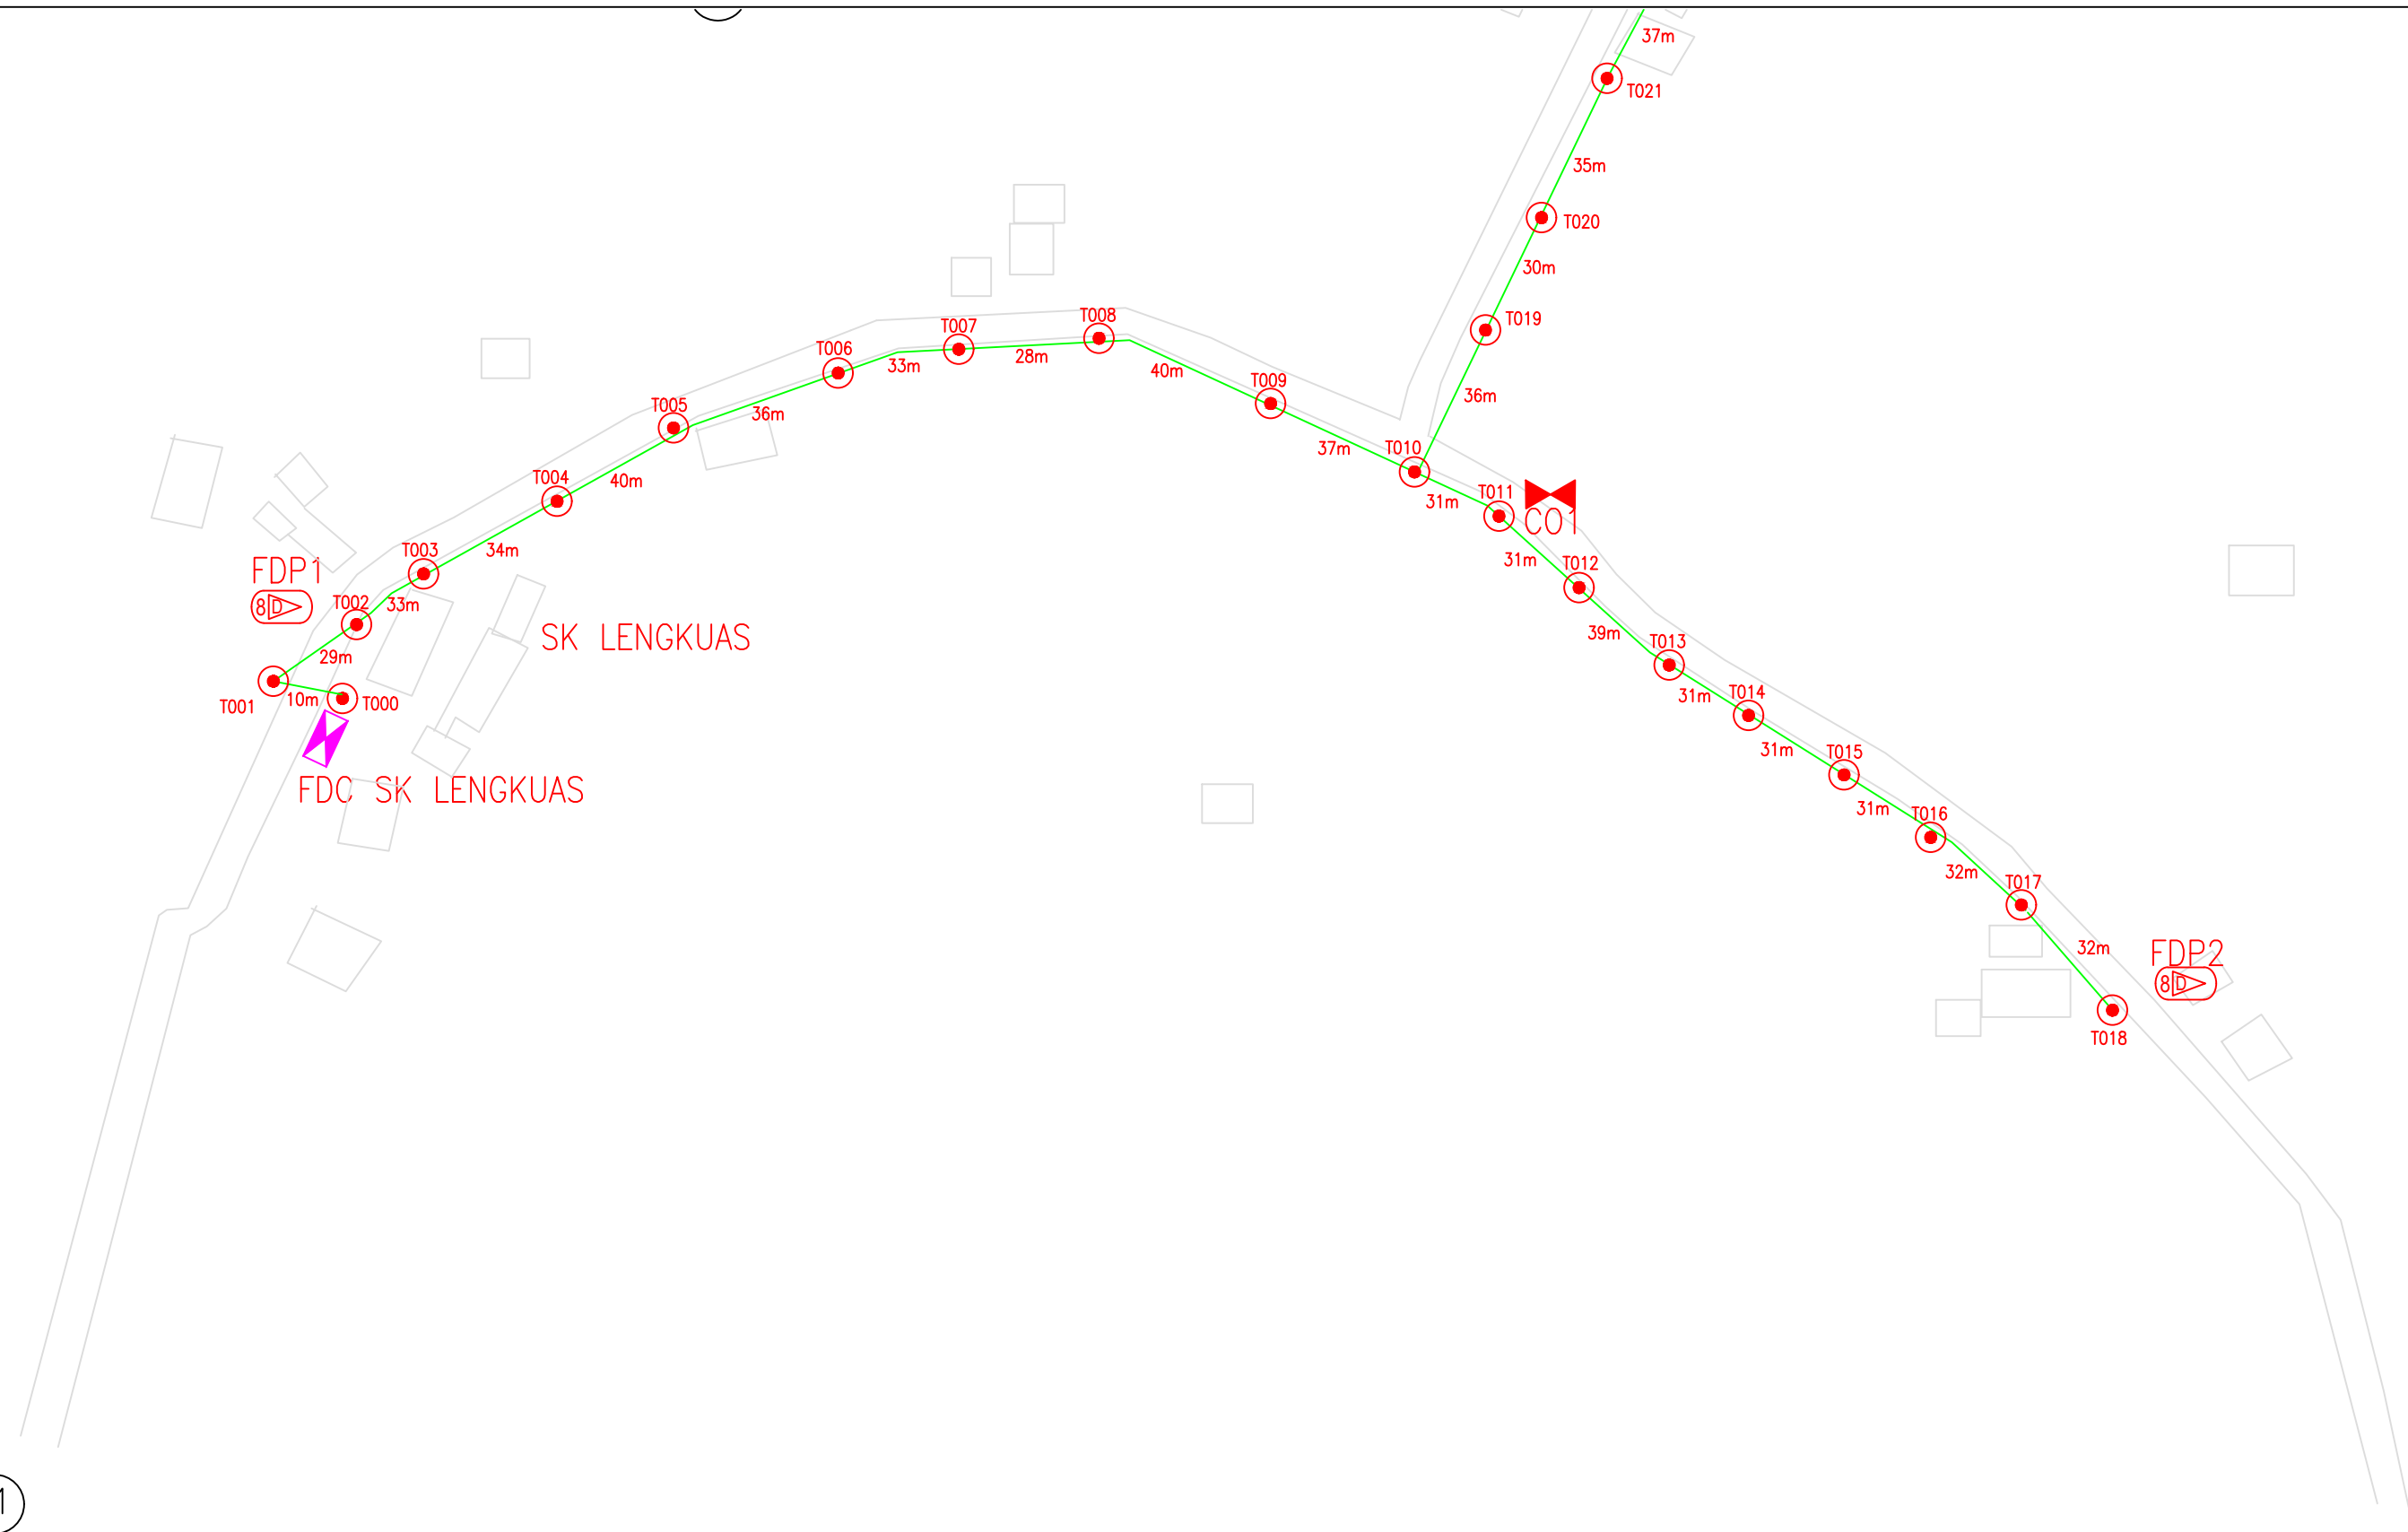 37m
T021
35m
T020
30m
T019
36m
T008
T007
28m
T006
33m
40m
T009
T005
36m
37m
T010
T004
40m
31m
T011
CO1
T003
34m
31m
T012
FDP1
8D
T002
33m
39m
T013
SK LENGKUAS
29m
T001
10m
T000
31m
T014
31m
T015
FDC SK LENGKUAS
31m
T016
32m
T017
32m
FDP2
8D
T018
1